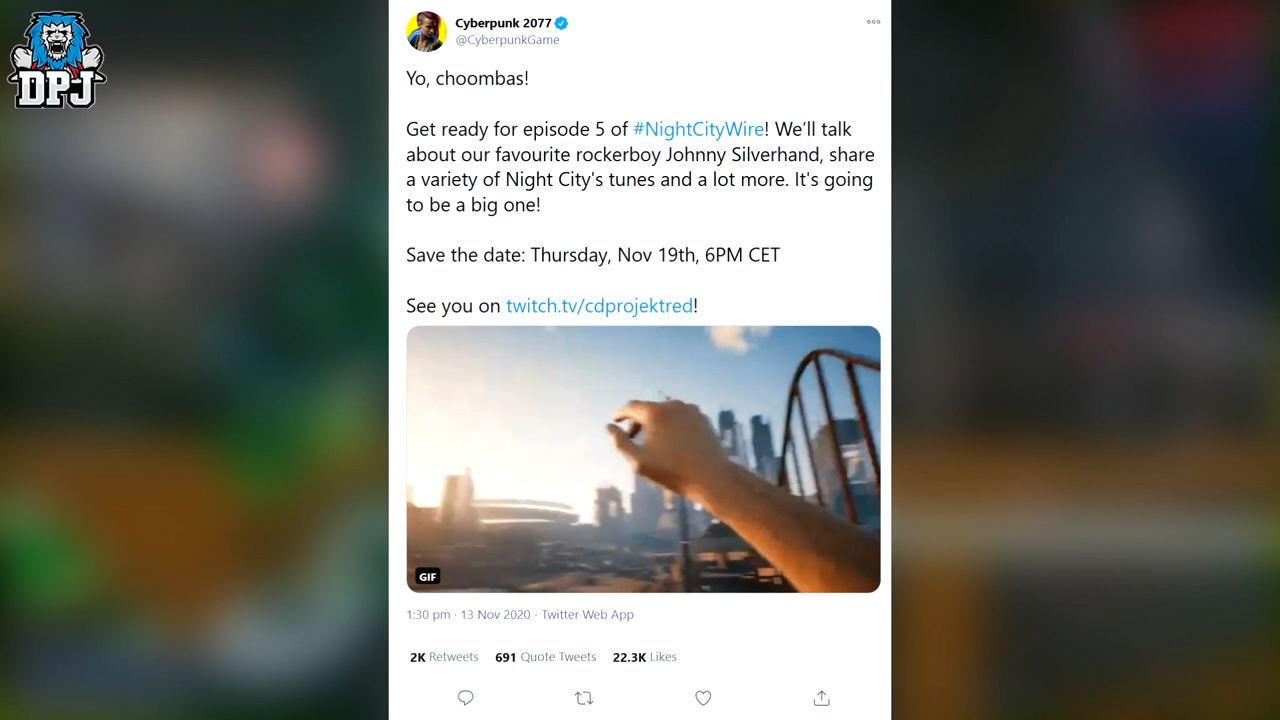 DPJ
Cyberpunk 2077
@CyberpunkGame
Yo, choombas!
Get ready for episode 5 of #NightCityWire! We’ll talk
about our favourite rockerboy Johnny Silverhand, share
a variety of Night City's tunes and a lot more. It's going
to be a big one!
Save the date: Thursday, Nov 19th, 6PM CET
See you on twitch.tv/cdprojektred!
GIF
1:30 pm · 13 Nov 2020 · Twitter Web App
2K Retweets 691 Quote Tweets 22.3K Likes